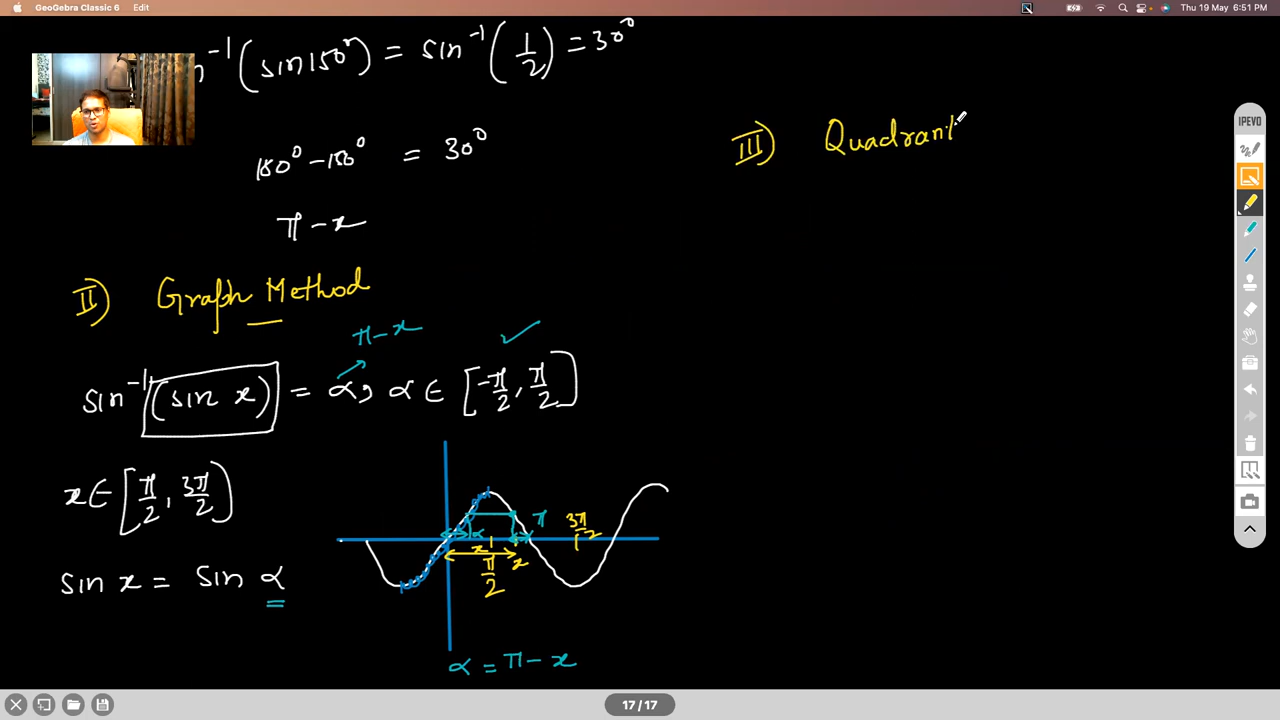 GeoGebra Classic 6 Edit Thu 19 May 6:51 PM
⁻¹(sin150°) = sin⁻¹(1/2) = 30°
180° − 150° = 30°
π − x
II) Graph Method
π − x ✓
sin⁻¹(sin x) = α, α ∈ [-π/2, π/2]
x ∈ [π/2, 3π/2]
sin x = sin α
α π 3π/2
x π/2 x
α = π − x
III) Quadrant
IPEVO
17/17